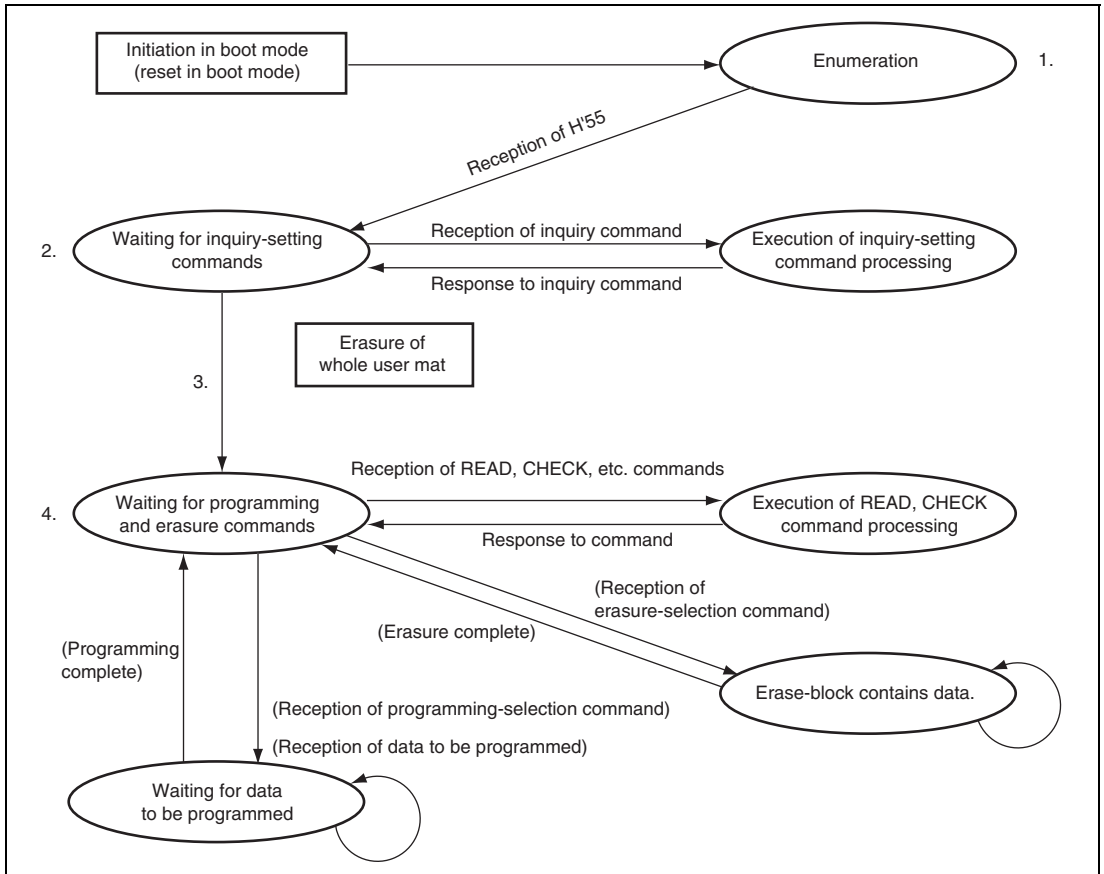 Initiation in boot mode
(reset in boot mode)
Enumeration
1.
Reception of H'55
2.
Waiting for inquiry-setting
commands
Reception of inquiry command
Response to inquiry command
Execution of inquiry-setting
command processing
Erasure of
whole user mat
3.
Reception of READ, CHECK, etc. commands
4.
Waiting for programming
and erasure commands
Response to command
Execution of READ, CHECK
command processing
(Reception of
erasure-selection command)
(Erasure complete)
(Programming
complete)
Erase-block contains data.
(Reception of programming-selection command)
(Reception of data to be programmed)
Waiting for data
to be programmed